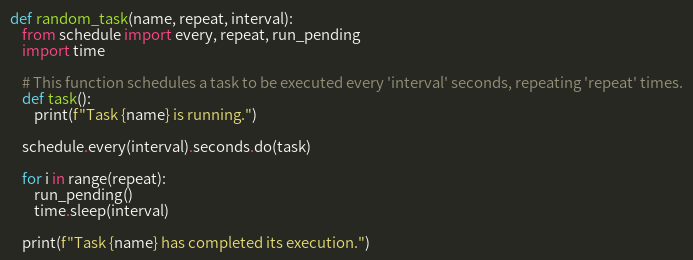 def random_task(name, repeat, interval):
    from schedule import every, repeat, run_pending
    import time

    # This function schedules a task to be executed every 'interval' seconds, repeating 'repeat' times.
    def task():
        print(f"Task {name} is running.")

    schedule.every(interval).seconds.do(task)

    for i in range(repeat):
        run_pending()
        time.sleep(interval)

    print(f"Task {name} has completed its execution.")